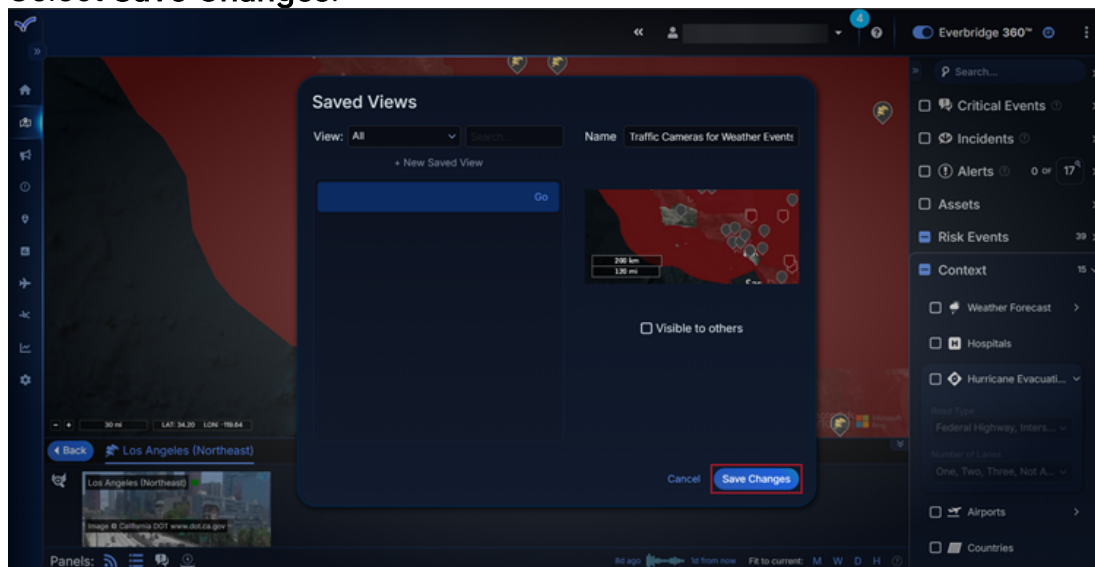 Select Save Changes.
4
Everbridge 360™
Search...
Critical Events
Incidents
Alerts 0 OF 17
Assets
Risk Events 39
Context 15
Weather Forecast
Hospitals
Hurricane Evacuati...
Road Type
Federal Highway, Inters...
Number of Lanes
One, Two, Three, Not A...
Airports
Countries
Saved Views
View: All
Search...
Name Traffic Cameras for Weather Events
+ New Saved View
Go
200 km
120 mi
Visible to others
Cancel
Save Changes
30 mi
LAT: 34.20 LON: -118.64
Microsoft
Bing
Back
Los Angeles (Northeast)
Los Angeles (Northeast)
Image © California DOT www.dot.ca.gov
Panels:
8d ago
1d from now
Fit to current: M W D H